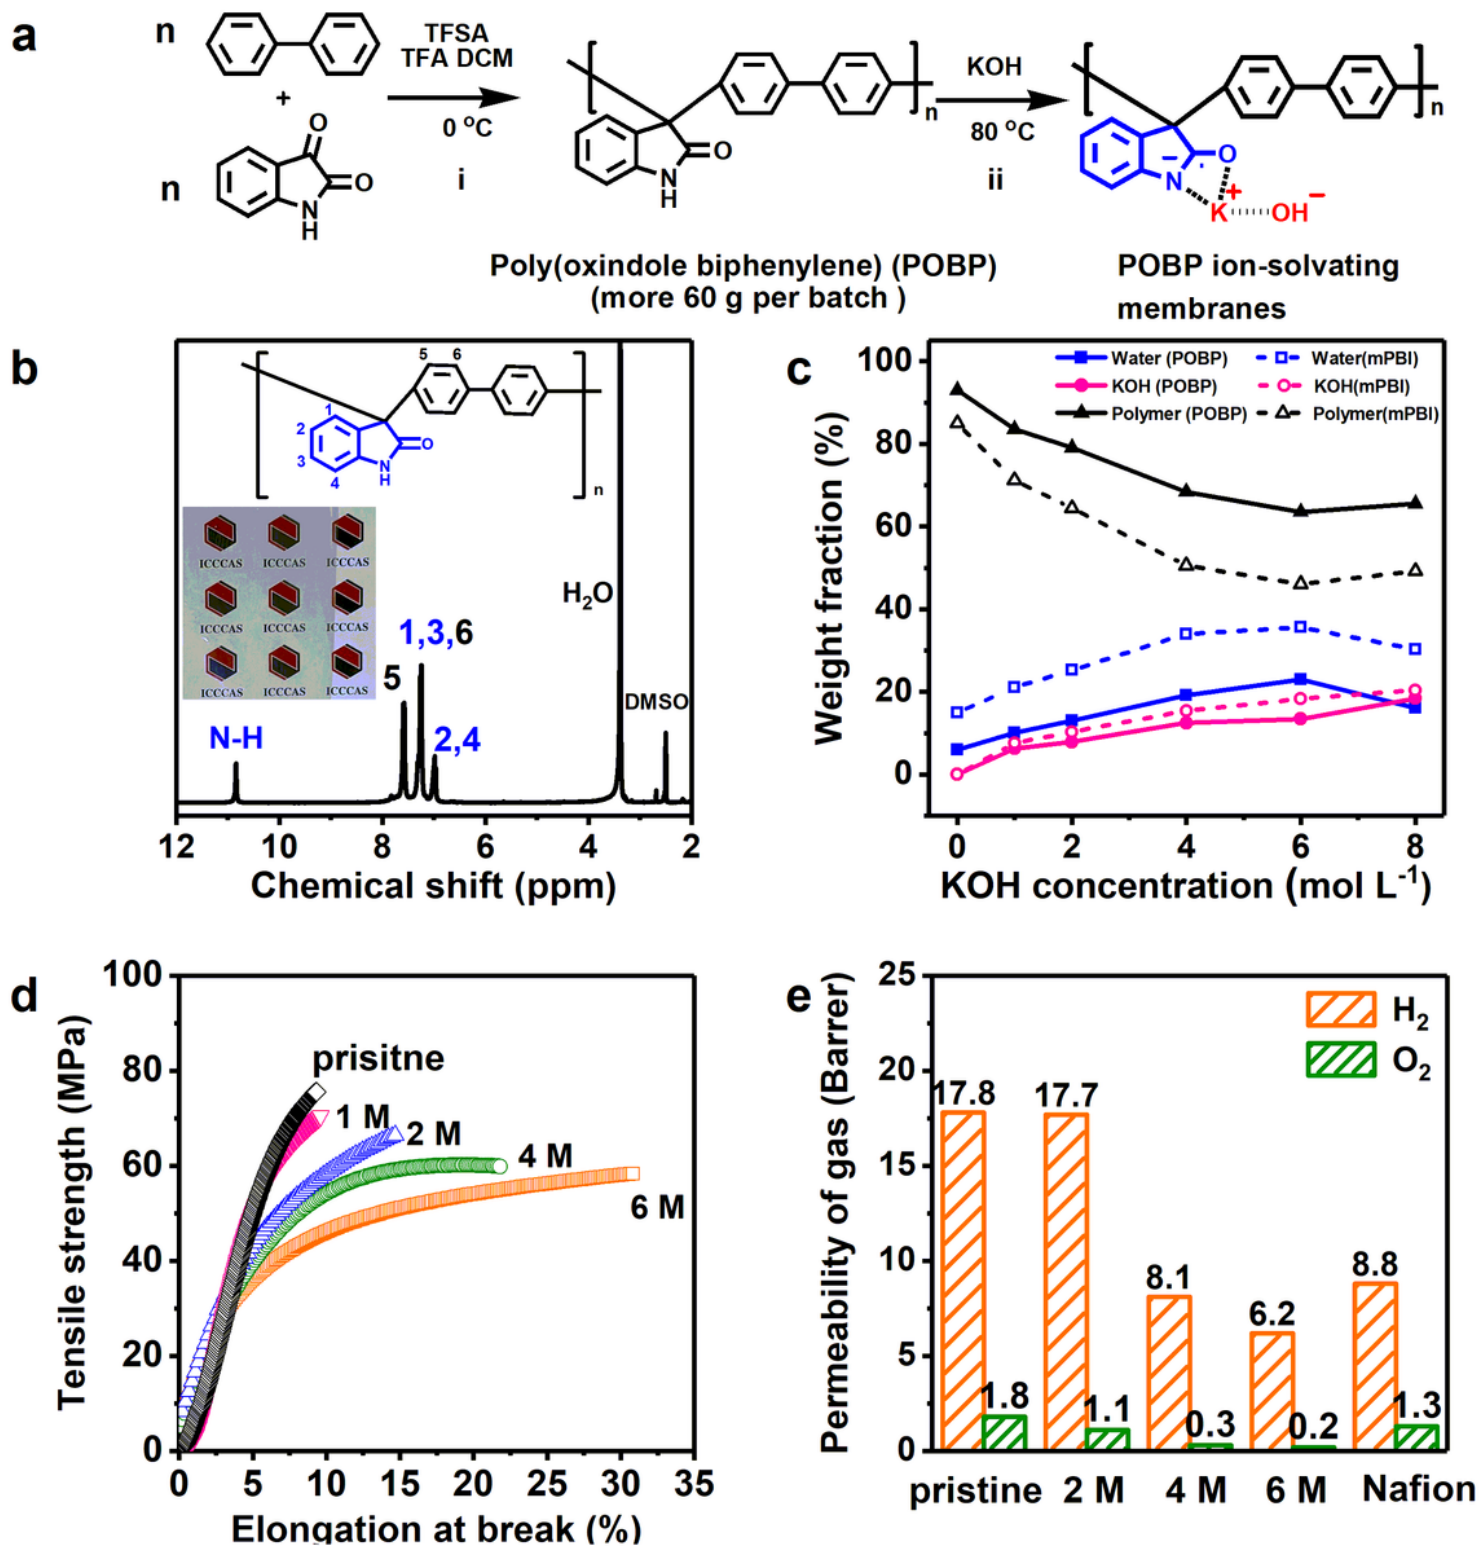 a
n
TFSA
TFA DCM
+
0 °C
i
n
O
O
N
H
n
O
N
H
KOH
80 °C
ii
n
O
N
K
+
OH
−
Poly(oxindole biphenylene) (POBP)
(more 60 g per batch )
POBP ion-solvating
membranes
b
5 6
1
2
3
4
O
N
H
n
ICCCAS ICCCAS ICCCAS
ICCCAS ICCCAS ICCCAS
ICCCAS ICCCAS ICCCAS
N-H
5
1,3,6
2,4
H2O
DMSO
12 10 8 6 4 2
Chemical shift (ppm)
c
Water (POBP) Water(mPBI)
KOH (POBP) KOH(mPBI)
Polymer (POBP) Polymer(mPBI)
Weight fraction (%)
100
80
60
40
20
0
0 2 4 6 8
KOH concentration (mol L-1)
d
Tensile strength (MPa)
100
80
60
40
20
0
prisitne
1 M
2 M
4 M
6 M
0 5 10 15 20 25 30 35
Elongation at break (%)
e
Permeability of gas (Barrer)
25
20
15
10
5
0
H2
O2
17.8 17.7 8.1 6.2 8.8
1.8 1.1 0.3 0.2 1.3
pristine 2 M 4 M 6 M Nafion